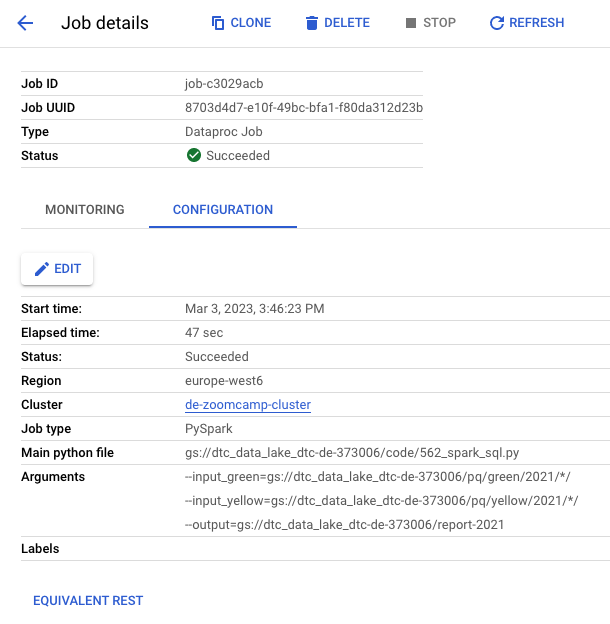 Job details CLONE DELETE STOP REFRESH
Job ID job-c3029acb
Job UUID 8703d4d7-e10f-49bc-bfa1-f80da312d23b
Type Dataproc Job
Status Succeeded
MONITORING CONFIGURATION
EDIT
Start time: Mar 3, 2023, 3:46:23 PM
Elapsed time: 47 sec
Status: Succeeded
Region europe-west6
Cluster de-zoomcamp-cluster
Job type PySpark
Main python file gs://dtc_data_lake_dtc-de-373006/code/562_spark_sql.py
Arguments --input_green=gs://dtc_data_lake_dtc-de-373006/pq/green/2021/*/
--input_yellow=gs://dtc_data_lake_dtc-de-373006/pq/yellow/2021/*/
--output=gs://dtc_data_lake_dtc-de-373006/report-2021
Labels
EQUIVALENT REST